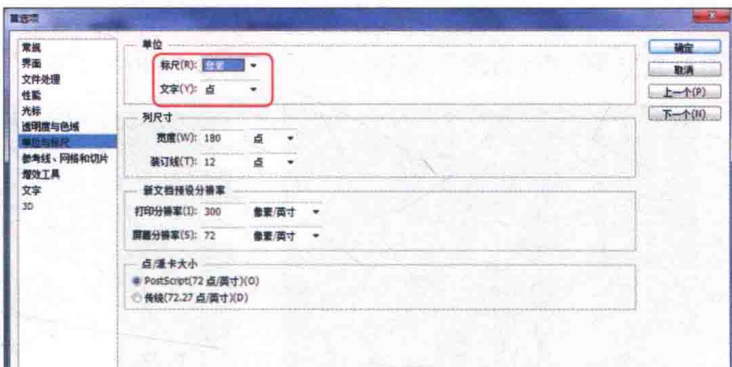 首选项
常规
界面
文件处理
性能
光标
透明度与色域
单位与标尺
参考线、网格和切片
增效工具
文字
3D
单位
标尺(R):
文字(Y): 点
列尺寸
宽度(W): 180 点
装订线(T): 12 点
新文档预设分辨率
打印分辨率(I): 300 像素/英寸
屏幕分辨率(S): 72 像素/英寸
点/派卡大小
PostScript(72 点/英寸)(O)
传统(72.27 点/英寸)(D)
确定
取消
上一个(P)
下一个(N)